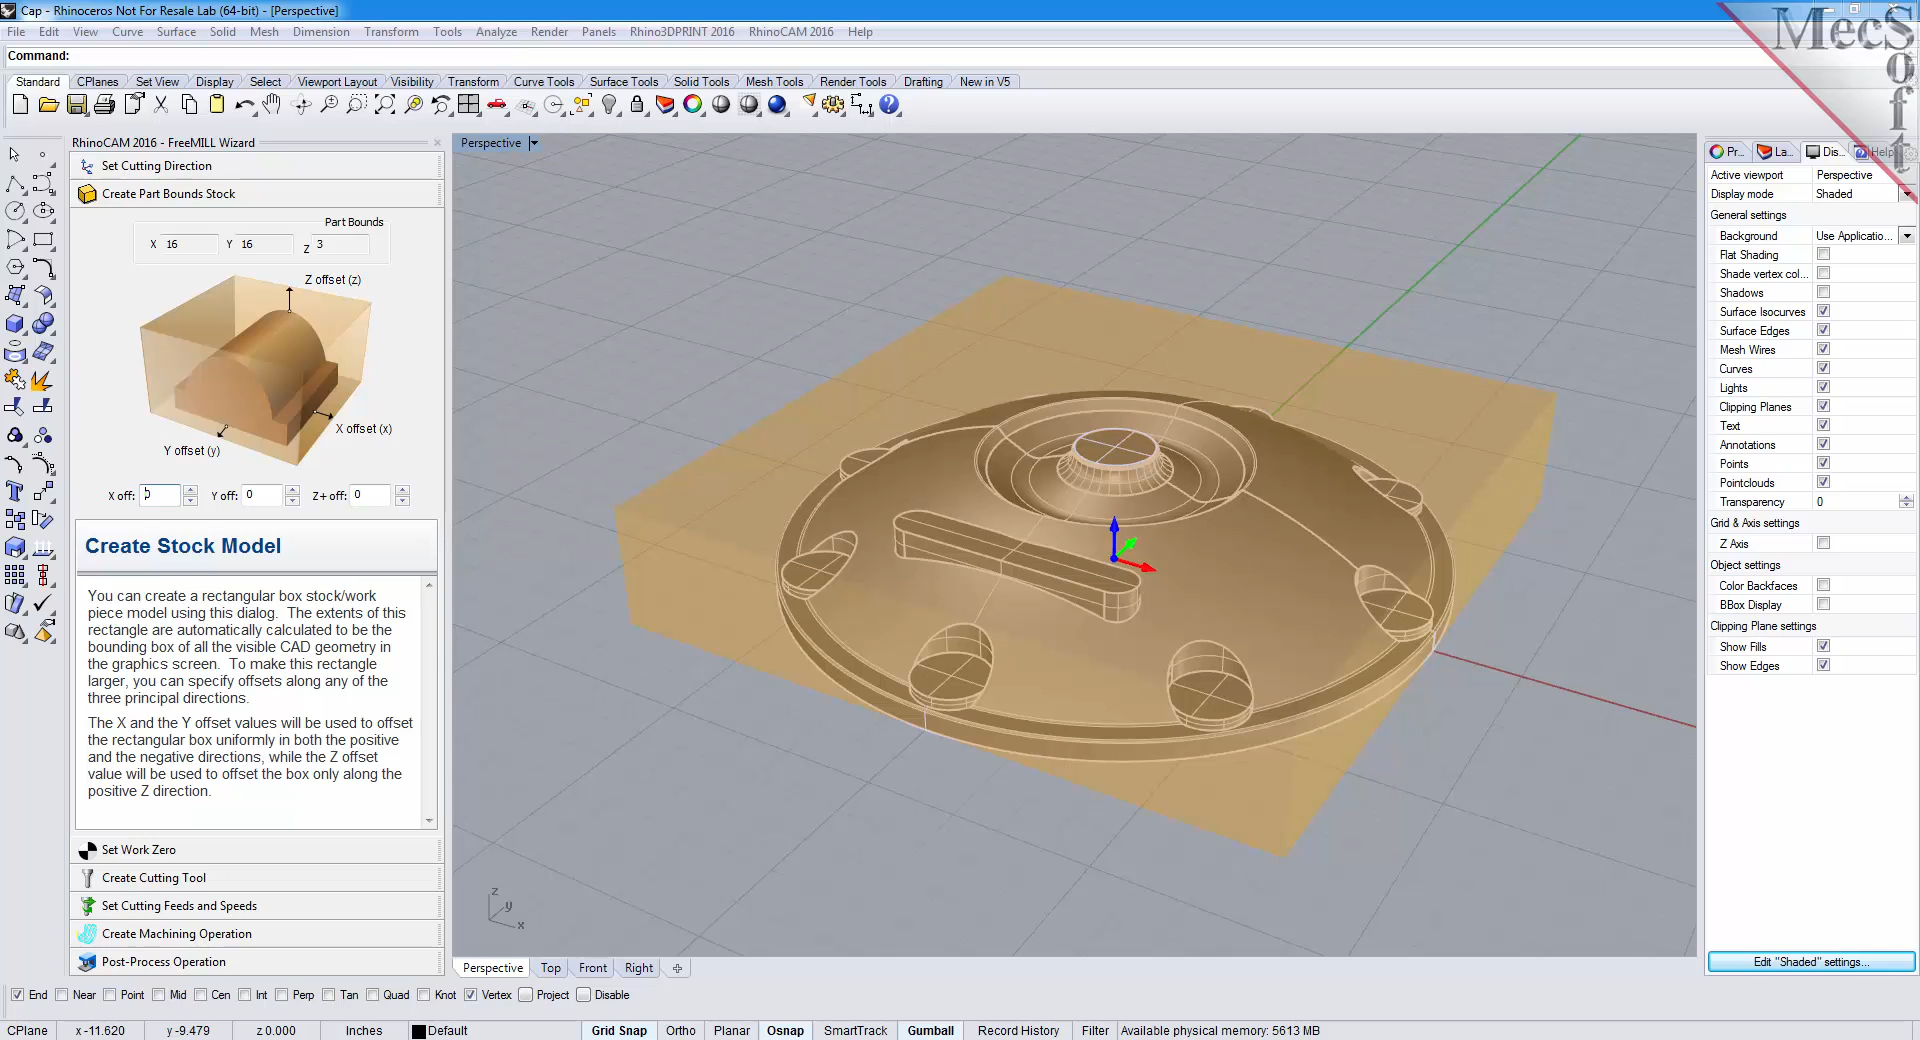 Cap - Rhinoceros Not For Resale Lab (64-bit) - [Perspective]
File Edit View Curve Surface Solid Mesh Dimension Transform Tools Analyze Render Panels Rhino3DPRINT 2016 RhinoCAM 2016 Help
MecSoft
Command:
Standard CPlanes Set View Display Select Viewport Layout Visibility Transform Curve Tools Surface Tools Solid Tools Mesh Tools Render Tools Drafting New in V5
RhinoCAM 2016 - FreeMILL Wizard
Set Cutting Direction
Create Part Bounds Stock
Part Bounds
X 16 Y 16 Z 3
Z offset (z)
X offset (x)
Y offset (y)
X off: 0 Y off: 0 Z+ off: 0
Create Stock Model
You can create a rectangular box stock/work
piece model using this dialog. The extents of this
rectangle are automatically calculated to be the
bounding box of all the visible CAD geometry in
the graphics screen. To make this rectangle
larger, you can specify offsets along any of the
three principal directions.
The X and the Y offset values will be used to offset
the rectangular box uniformly in both the positive
and the negative directions, while the Z offset
value will be used to offset the box only along the
positive Z direction.
Set Work Zero
Create Cutting Tool
Set Cutting Feeds and Speeds
Create Machining Operation
Post-Process Operation
Perspective
z
y
x
Perspective Top Front Right
Pr... La... Dis... Help
Active viewport Perspective
Display mode Shaded
General settings
Background Use Applicatio...
Flat Shading
Shade vertex col...
Shadows
Surface Isocurves
Surface Edges
Mesh Wires
Curves
Lights
Clipping Planes
Text
Annotations
Points
Pointclouds
Transparency 0
Grid & Axis settings
Z Axis
Object settings
Color Backfaces
BBox Display
Clipping Plane settings
Show Fills
Show Edges
Edit "Shaded" settings...
End Near Point Mid Cen Int Perp Tan Quad Knot Vertex Project Disable
CPlane x -11.620 y -9.479 z 0.000 Inches Default Grid Snap Ortho Planar Osnap SmartTrack Gumball Record History Filter Available physical memory: 5613 MB